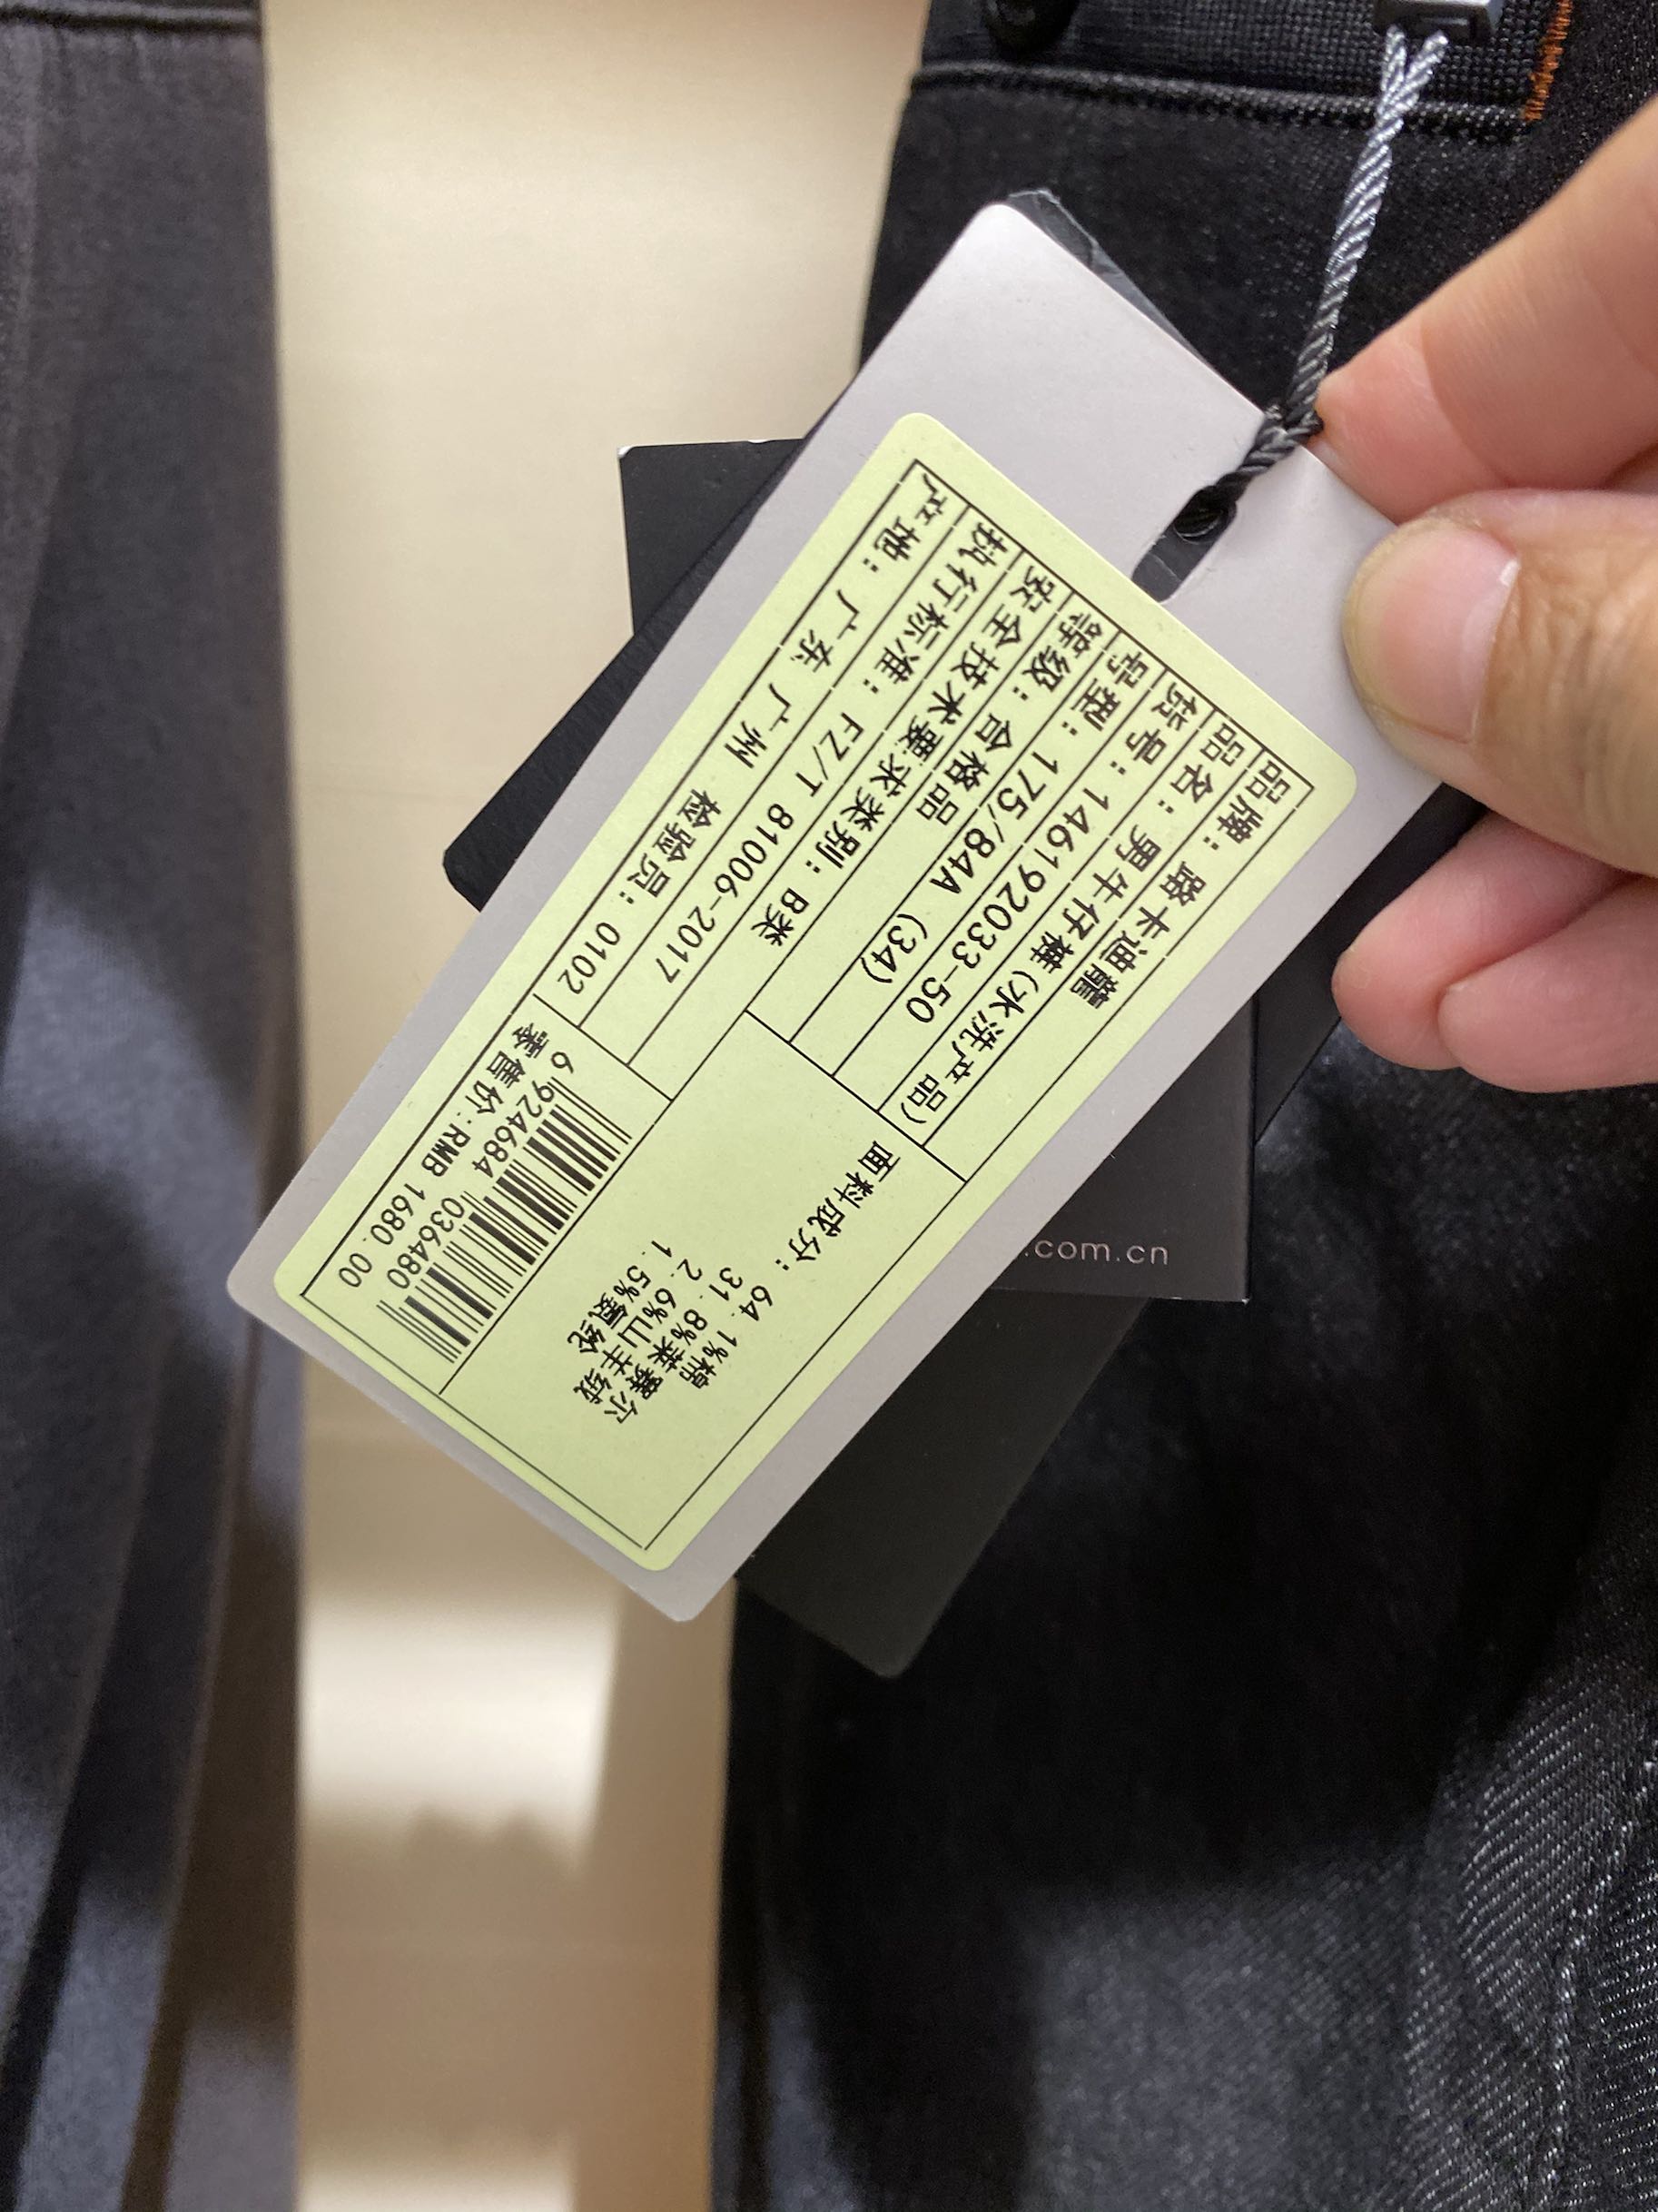 品牌：路卡迪龍
品名：男牛仔裤(水洗产品)
货号：146192033-50
号型：175/84A (34)
等级：合格品
安全技术要求类别：B类
执行标准：FZ/T 81006-2017
产地：广东 广州 检验员：0102
面料成分：64.1%棉
31.8%莱赛尔
2.6%山羊绒
1.5%氨纶
6 924684 036480
零售价:RMB 1680.00
.com.cn